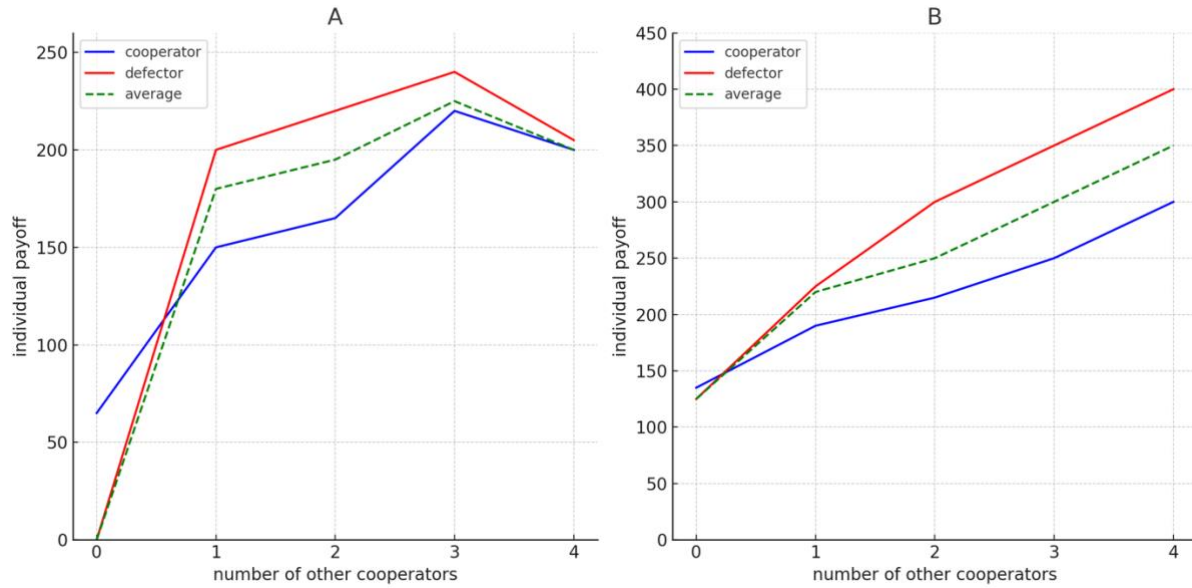 A
250
200
150
100
50
0
cooperator
defector
average
individual payoff
0 1 2 3 4
number of other cooperators
B
450
400
350
300
250
200
150
100
50
0
cooperator
defector
average
individual payoff
0 1 2 3 4
number of other cooperators